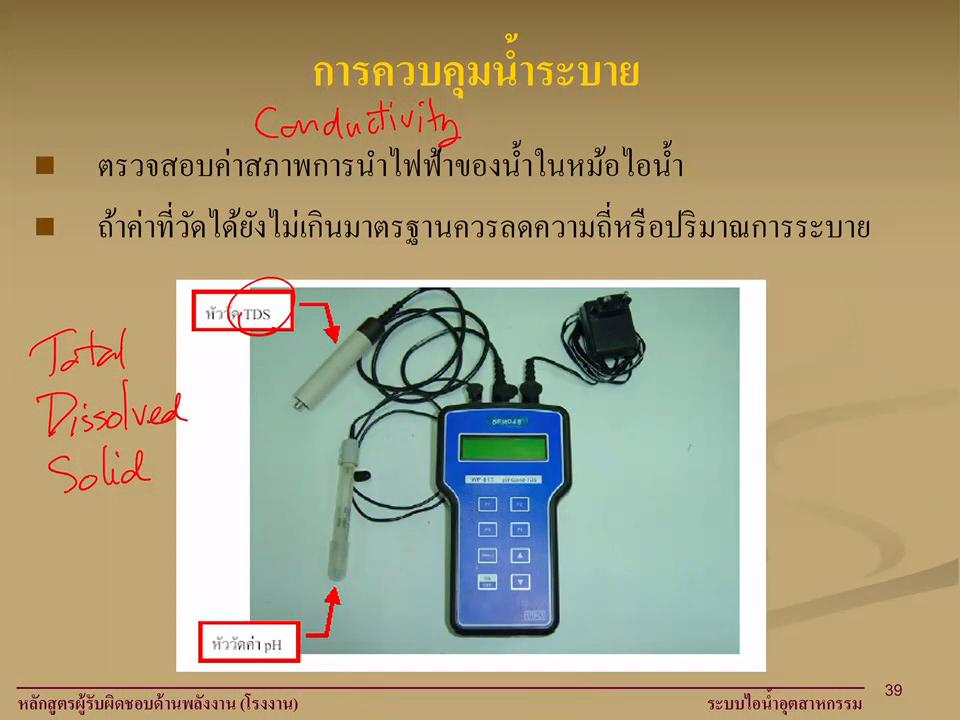 การควบคุมน้ำระบาย
Conductivity
ตรวจสอบค่าสภาพการนำไฟฟ้าของน้ำในหม้อไอน้ำ
ถ้าค่าที่วัดได้ยังไม่เกินมาตรฐานควรลดความถี่หรือปริมาณการระบาย
หัววัด TDS
Total
Dissolved
Solid
หัววัดค่า pH
หลักสูตรผู้รับผิดชอบด้านพลังงาน (โรงงาน)
ระบบไอน้ำอุตสาหกรรม
39